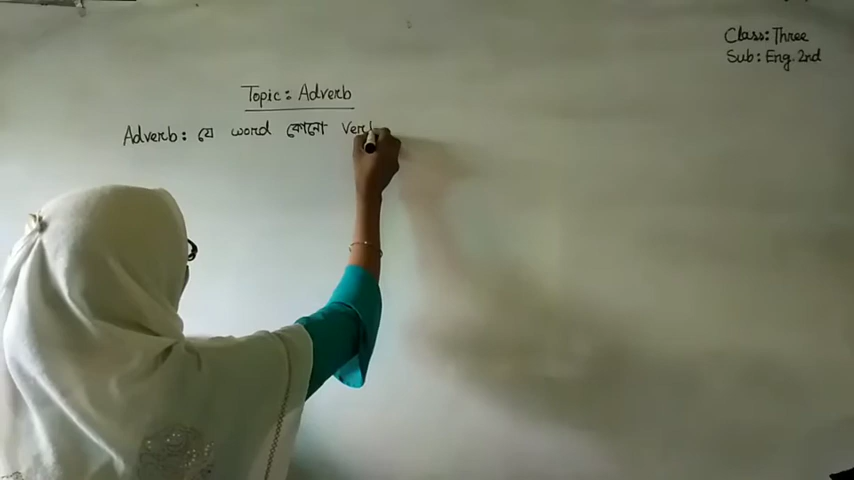 Class: Three
Sub: Eng. 2nd
Topic: Adverb
Adverb: যে word কোনো Verb